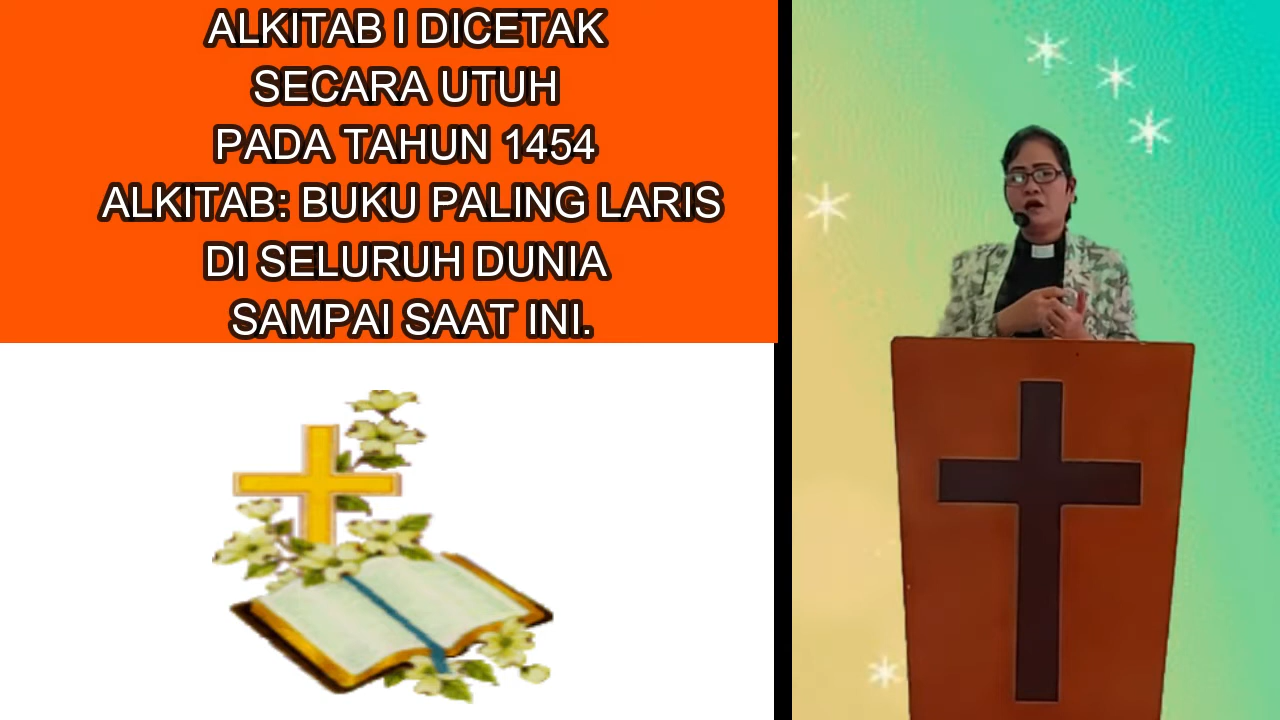 ALKITAB I DICETAK
SECARA UTUH
PADA TAHUN 1454
ALKITAB: BUKU PALING LARIS
DI SELURUH DUNIA
SAMPAI SAAT INI.